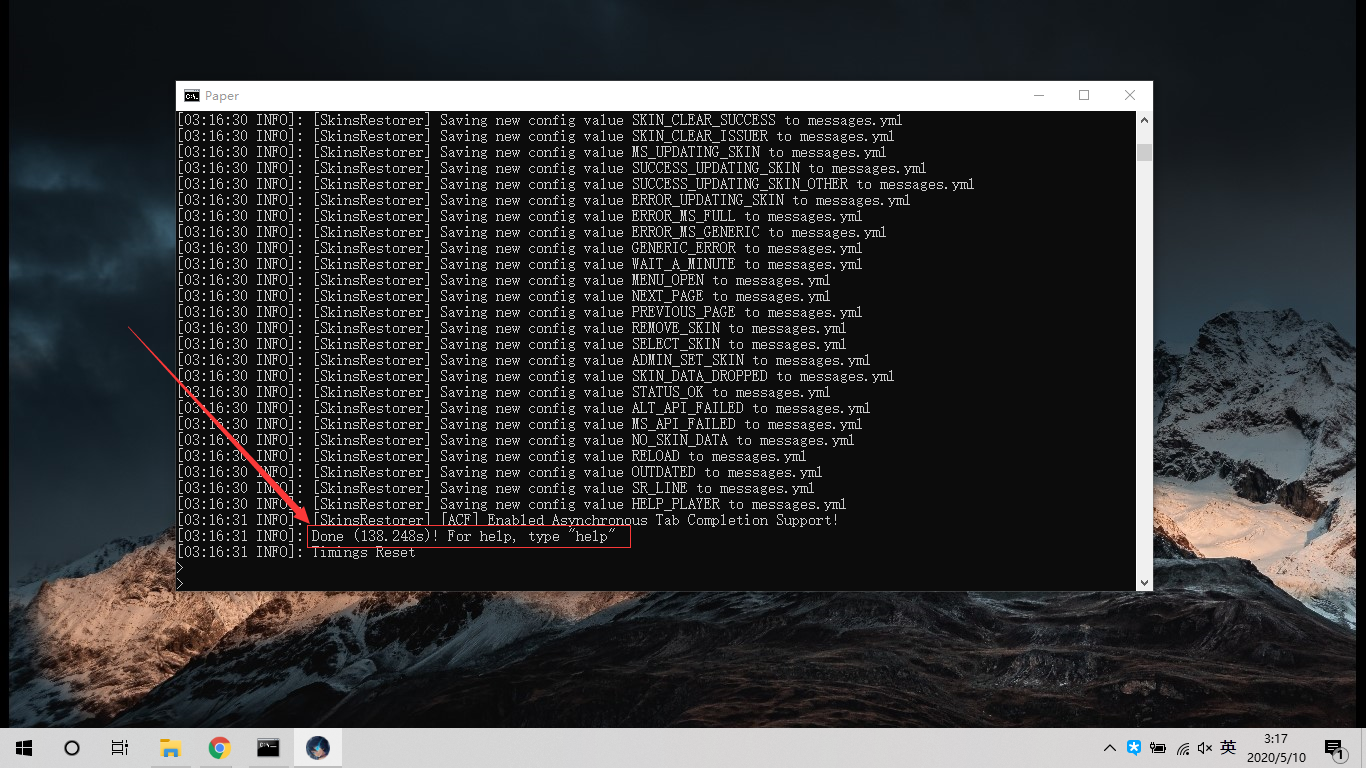 Paper
[03:16:30 INFO]: [SkinsRestorer] Saving new config value SKIN_CLEAR_SUCCESS to messages.yml
[03:16:30 INFO]: [SkinsRestorer] Saving new config value SKIN_CLEAR_ISSUER to messages.yml
[03:16:30 INFO]: [SkinsRestorer] Saving new config value MS_UPDATING_SKIN to messages.yml
[03:16:30 INFO]: [SkinsRestorer] Saving new config value SUCCESS_UPDATING_SKIN to messages.yml
[03:16:30 INFO]: [SkinsRestorer] Saving new config value SUCCESS_UPDATING_SKIN_OTHER to messages.yml
[03:16:30 INFO]: [SkinsRestorer] Saving new config value ERROR_UPDATING_SKIN to messages.yml
[03:16:30 INFO]: [SkinsRestorer] Saving new config value ERROR_MS_FULL to messages.yml
[03:16:30 INFO]: [SkinsRestorer] Saving new config value ERROR_MS_GENERIC to messages.yml
[03:16:30 INFO]: [SkinsRestorer] Saving new config value GENERIC_ERROR to messages.yml
[03:16:30 INFO]: [SkinsRestorer] Saving new config value WAIT_A_MINUTE to messages.yml
[03:16:30 INFO]: [SkinsRestorer] Saving new config value MENU_OPEN to messages.yml
[03:16:30 INFO]: [SkinsRestorer] Saving new config value NEXT_PAGE to messages.yml
[03:16:30 INFO]: [SkinsRestorer] Saving new config value PREVIOUS_PAGE to messages.yml
[03:16:30 INFO]: [SkinsRestorer] Saving new config value REMOVE_SKIN to messages.yml
[03:16:30 INFO]: [SkinsRestorer] Saving new config value SELECT_SKIN to messages.yml
[03:16:30 INFO]: [SkinsRestorer] Saving new config value ADMIN_SET_SKIN to messages.yml
[03:16:30 INFO]: [SkinsRestorer] Saving new config value SKIN_DATA_DROPPED to messages.yml
[03:16:30 INFO]: [SkinsRestorer] Saving new config value STATUS_OK to messages.yml
[03:16:30 INFO]: [SkinsRestorer] Saving new config value ALT_API_FAILED to messages.yml
[03:16:30 INFO]: [SkinsRestorer] Saving new config value MS_API_FAILED to messages.yml
[03:16:30 INFO]: [SkinsRestorer] Saving new config value NO_SKIN_DATA to messages.yml
[03:16:30 INFO]: [SkinsRestorer] Saving new config value RELOAD to messages.yml
[03:16:30 INFO]: [SkinsRestorer] Saving new config value OUTDATED to messages.yml
[03:16:30 INFO]: [SkinsRestorer] Saving new config value SR_LINE to messages.yml
[03:16:30 INFO]: [SkinsRestorer] Saving new config value HELP_PLAYER to messages.yml
[03:16:31 INFO]: [SkinsRestorer] [ACF] Enabled Asynchronous Tab Completion Support!
[03:16:31 INFO]: Done (138.248s)! For help, type "help"
[03:16:31 INFO]: Timings Reset
>
>
英
3:17
2020/5/10
1